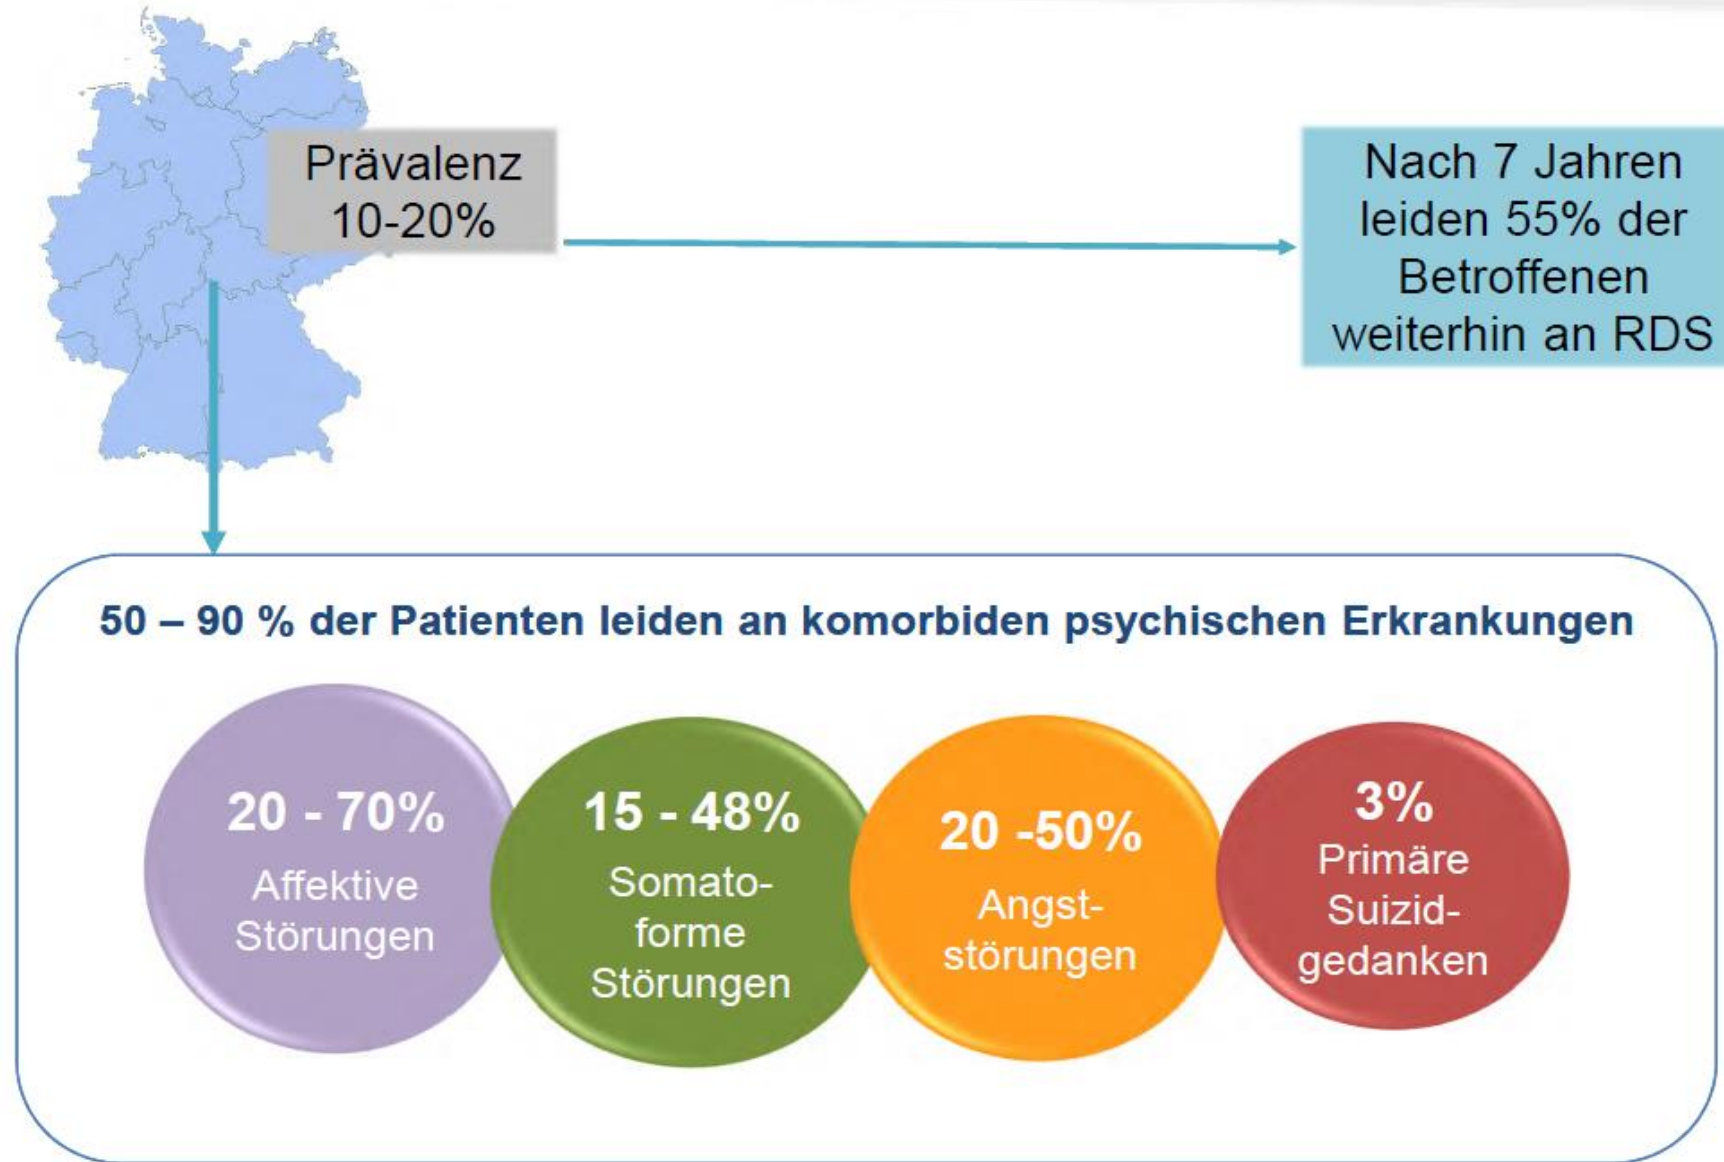 Prävalenz
10-20%
Nach 7 Jahren
leiden 55% der
Betroffenen
weiterhin an RDS
50 – 90 % der Patienten leiden an komorbiden psychischen Erkrankungen
20 - 70%
Affektive
Störungen
15 - 48%
Somato-
forme
Störungen
20 -50%
Angst-
störungen
3%
Primäre
Suizid-
gedanken